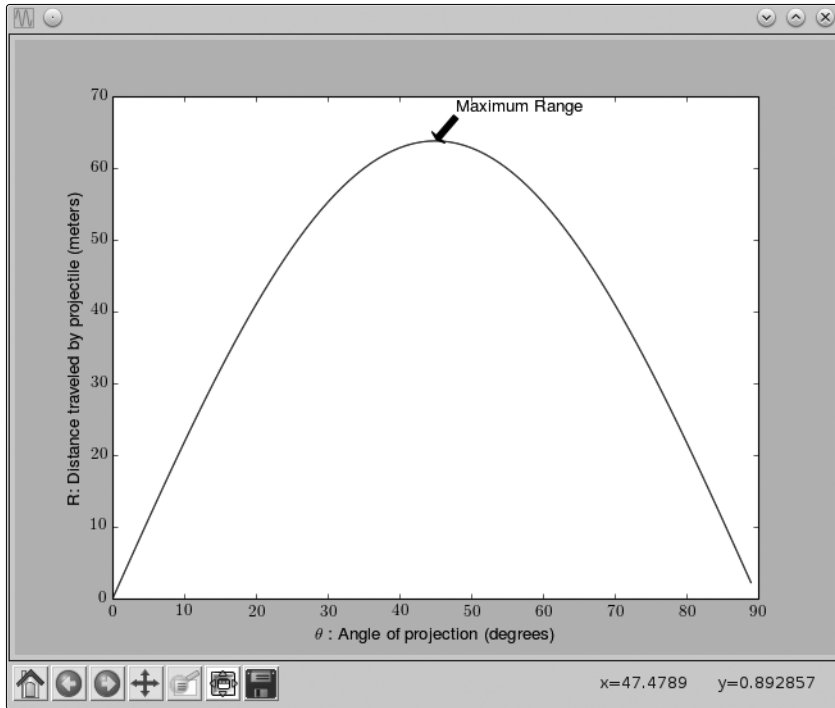 Maximum Range
70
60
50
40
30
20
10
0
R: Distance traveled by projectile (meters)
0 10 20 30 40 50 60 70 80 90
θ : Angle of projection (degrees)
x=47.4789 y=0.892857